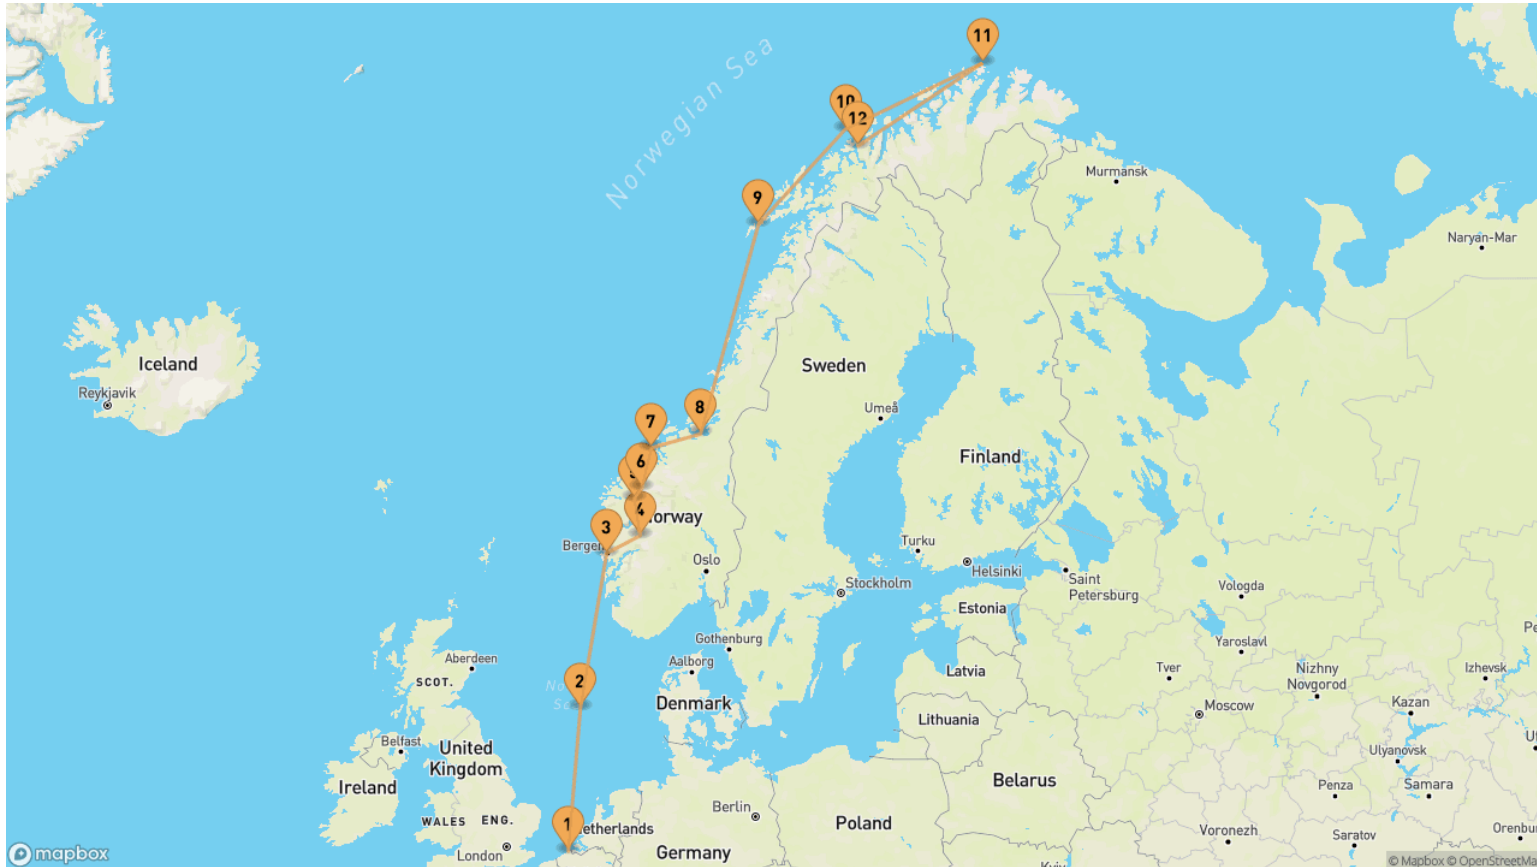 11
Norwegian Sea
10
12
Murmansk
9
Naryan-Mar
Iceland
Reykjavik
Sweden
8
Umeå
7
6
Finland
4
3
Bergen
Turku
Oslo
Helsinki
Saint
Petersburg
Stockholm
Vologda
Estonia
Gothenburg
Yaroslavl
Aberdeen
Aalborg
Latvia
Tver
Nizhny
Novgorod
Izhevsk
SCOT.
2
Denmark
Kazan
Moscow
Lithuania
Belfast
United
Kingdom
Ulyanovsk
Ireland
Belarus
Penza
Samara
Berlin
WALES
ENG.
1
Netherlands
Poland
Voronezh
Saratov
Orenbu
London
Germany
mapbox
© Mapbox © OpenStreetMa